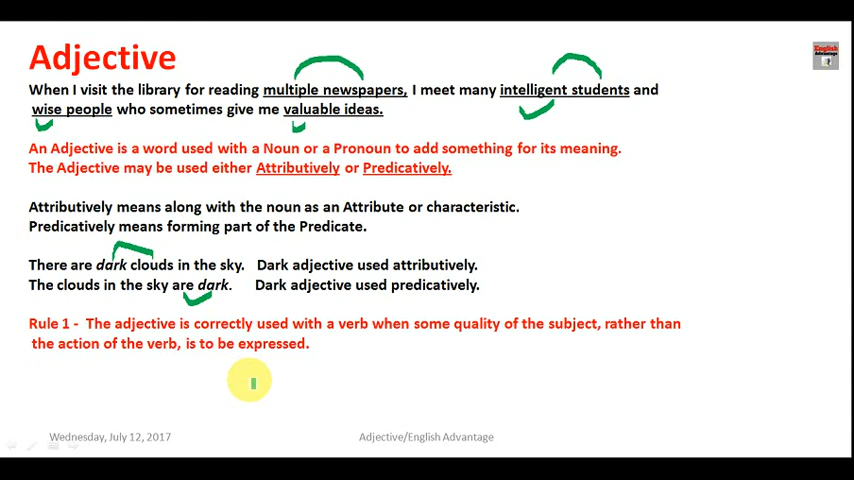 Adjective
English
Advantage
When I visit the library for reading multiple newspapers, I meet many intelligent students and
wise people who sometimes give me valuable ideas.
An Adjective is a word used with a Noun or a Pronoun to add something for its meaning.
The Adjective may be used either Attributively or Predicatively.
Attributively means along with the noun as an Attribute or characteristic.
Predicatively means forming part of the Predicate.
There are dark clouds in the sky. Dark adjective used attributively.
The clouds in the sky are dark. Dark adjective used predicatively.
Rule 1 - The adjective is correctly used with a verb when some quality of the subject, rather than
the action of the verb, is to be expressed.
Wednesday, July 12, 2017 Adjective/English Advantage